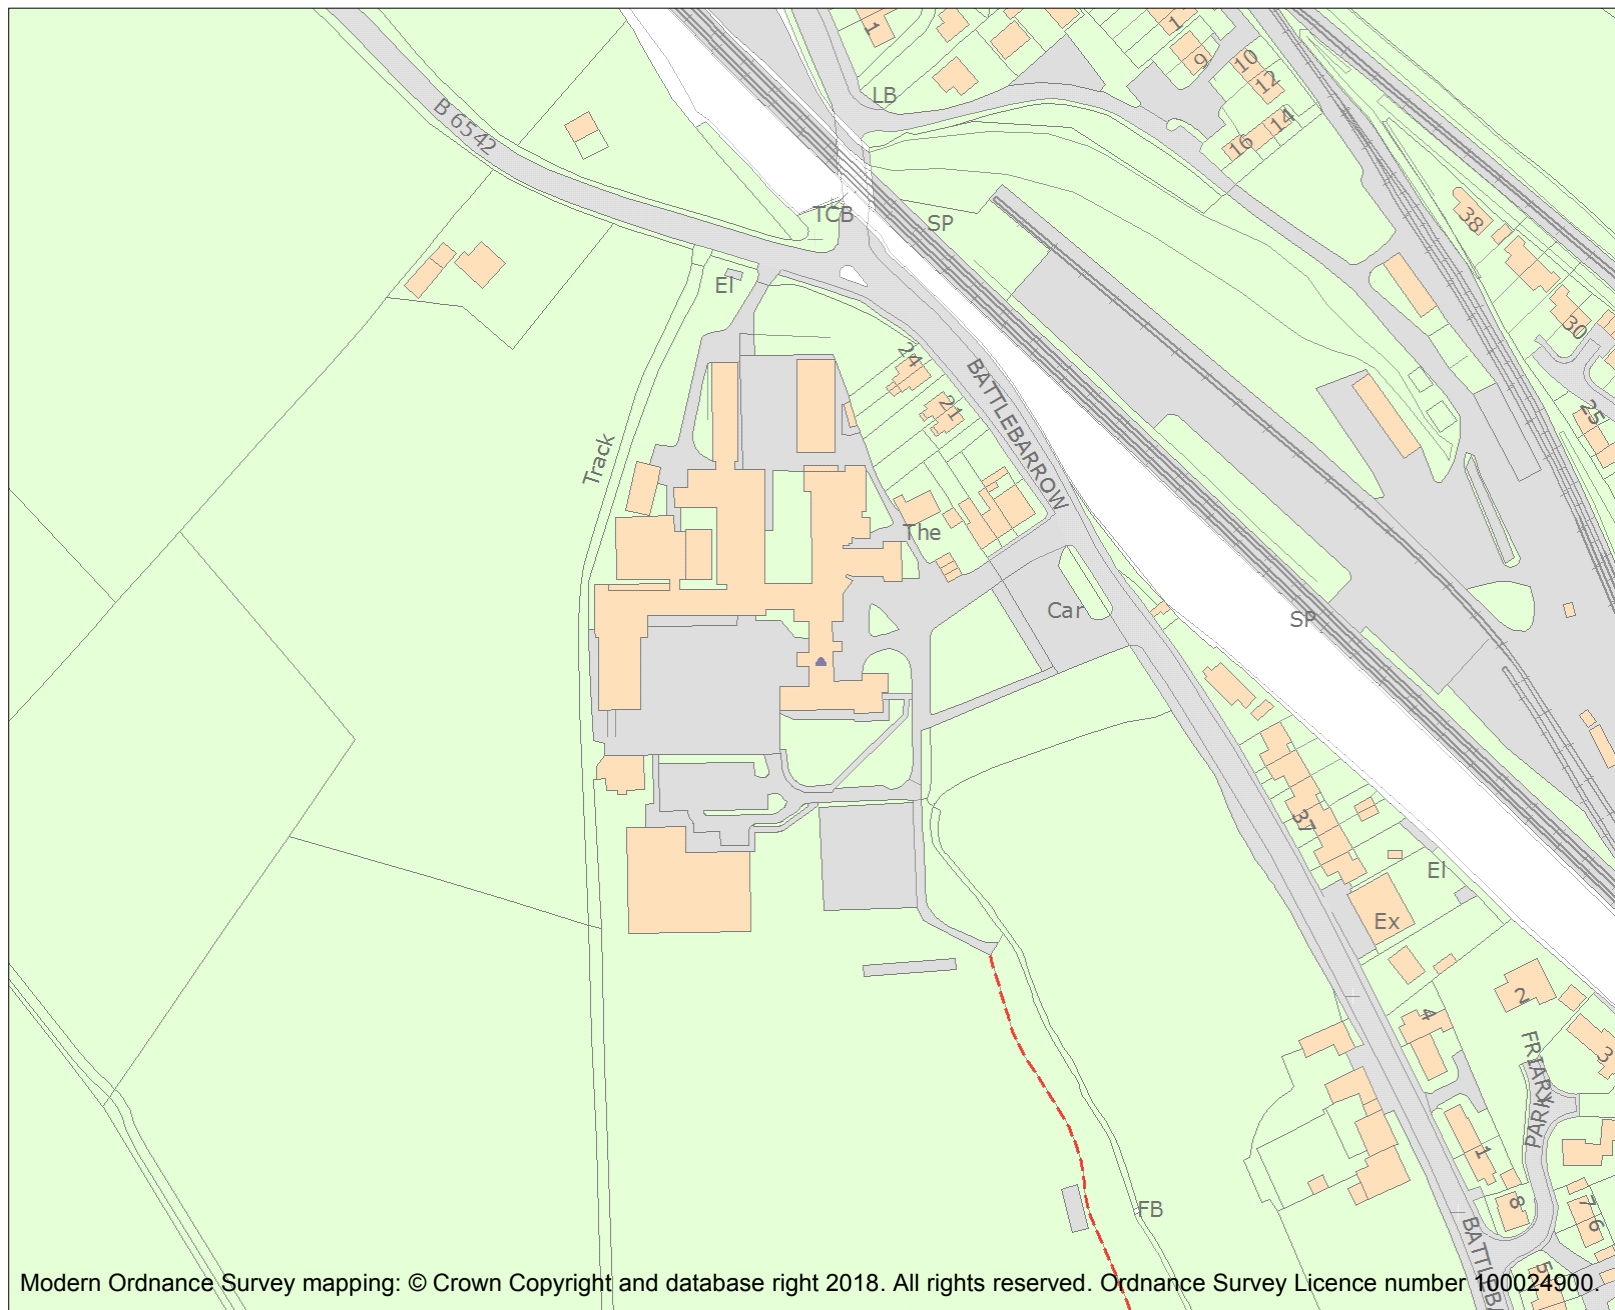 1
1
9
10
12
LB
B 6542
14
16
TCB
SP
38
El
30
24
BATTLEBARROW
21
25
Track
The
Car
SP
37
El
Ex
2
4
3
FRIARY
PARK
1
8
7
6
FB
BATTLEB
5
Modern Ordnance Survey mapping: © Crown Copyright and database right 2018. All rights reserved. Ordnance Survey Licence number 100024900.